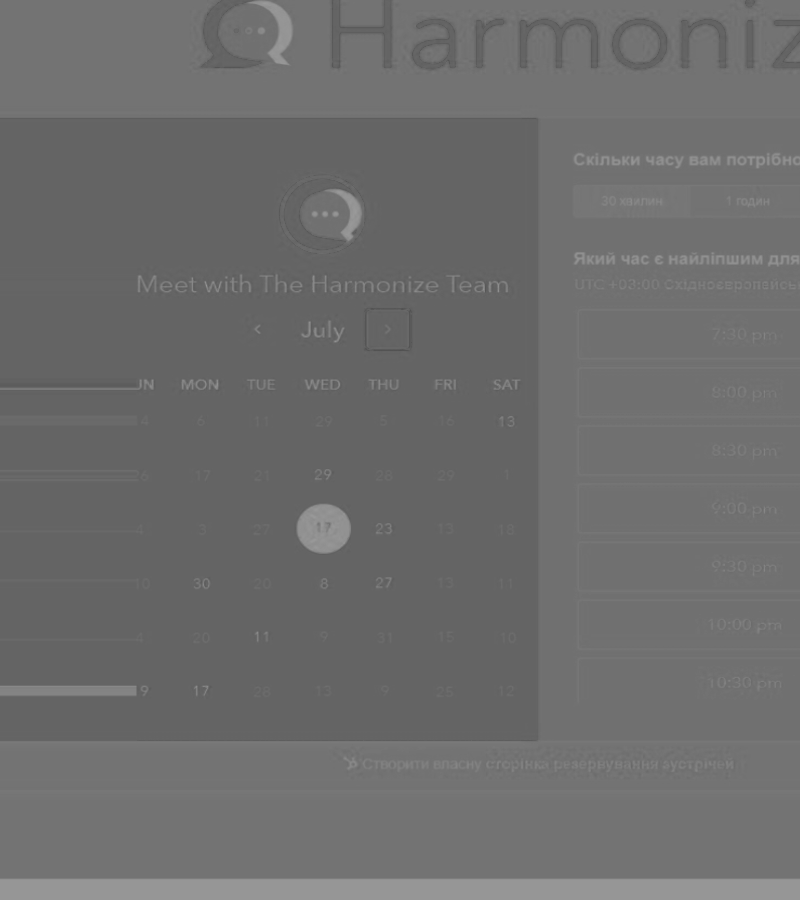 Harmoniz
Meet with The Harmonize Team
July
MON TUE WED THU FRI SAT
4 6 11 29 5 16 13
26 17 21 29 28 29 1
4 3 27 17 23 13 18
10 30 20 8 27 13 11
4 20 11 9 31 15 10
9 17 28 13 9 25 12
Скільки часу вам потрібно
30 хвилин 1 годин
Який час є найліпшим для
UTC +03:00
7:30 pm
8:00 pm
8:30 pm
9:00 pm
9:30 pm
10:00 pm
10:30 pm
Створити власну сторінка резервування зустрічей